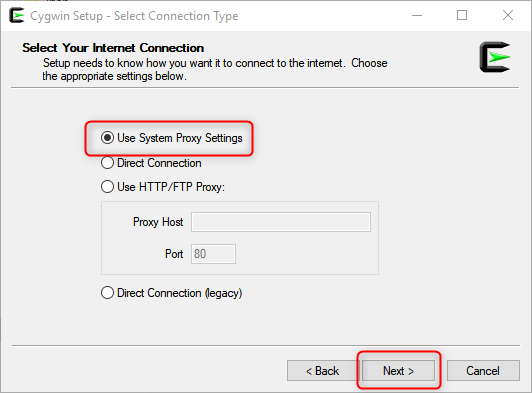 Cygwin Setup - Select Connection Type
Select Your Internet Connection
Setup needs to know how you want it to connect to the internet. Choose
the appropriate settings below.
Use System Proxy Settings
Direct Connection
Use HTTP/FTP Proxy:
Proxy Host
Port 80
Direct Connection (legacy)
< Back Next > Cancel